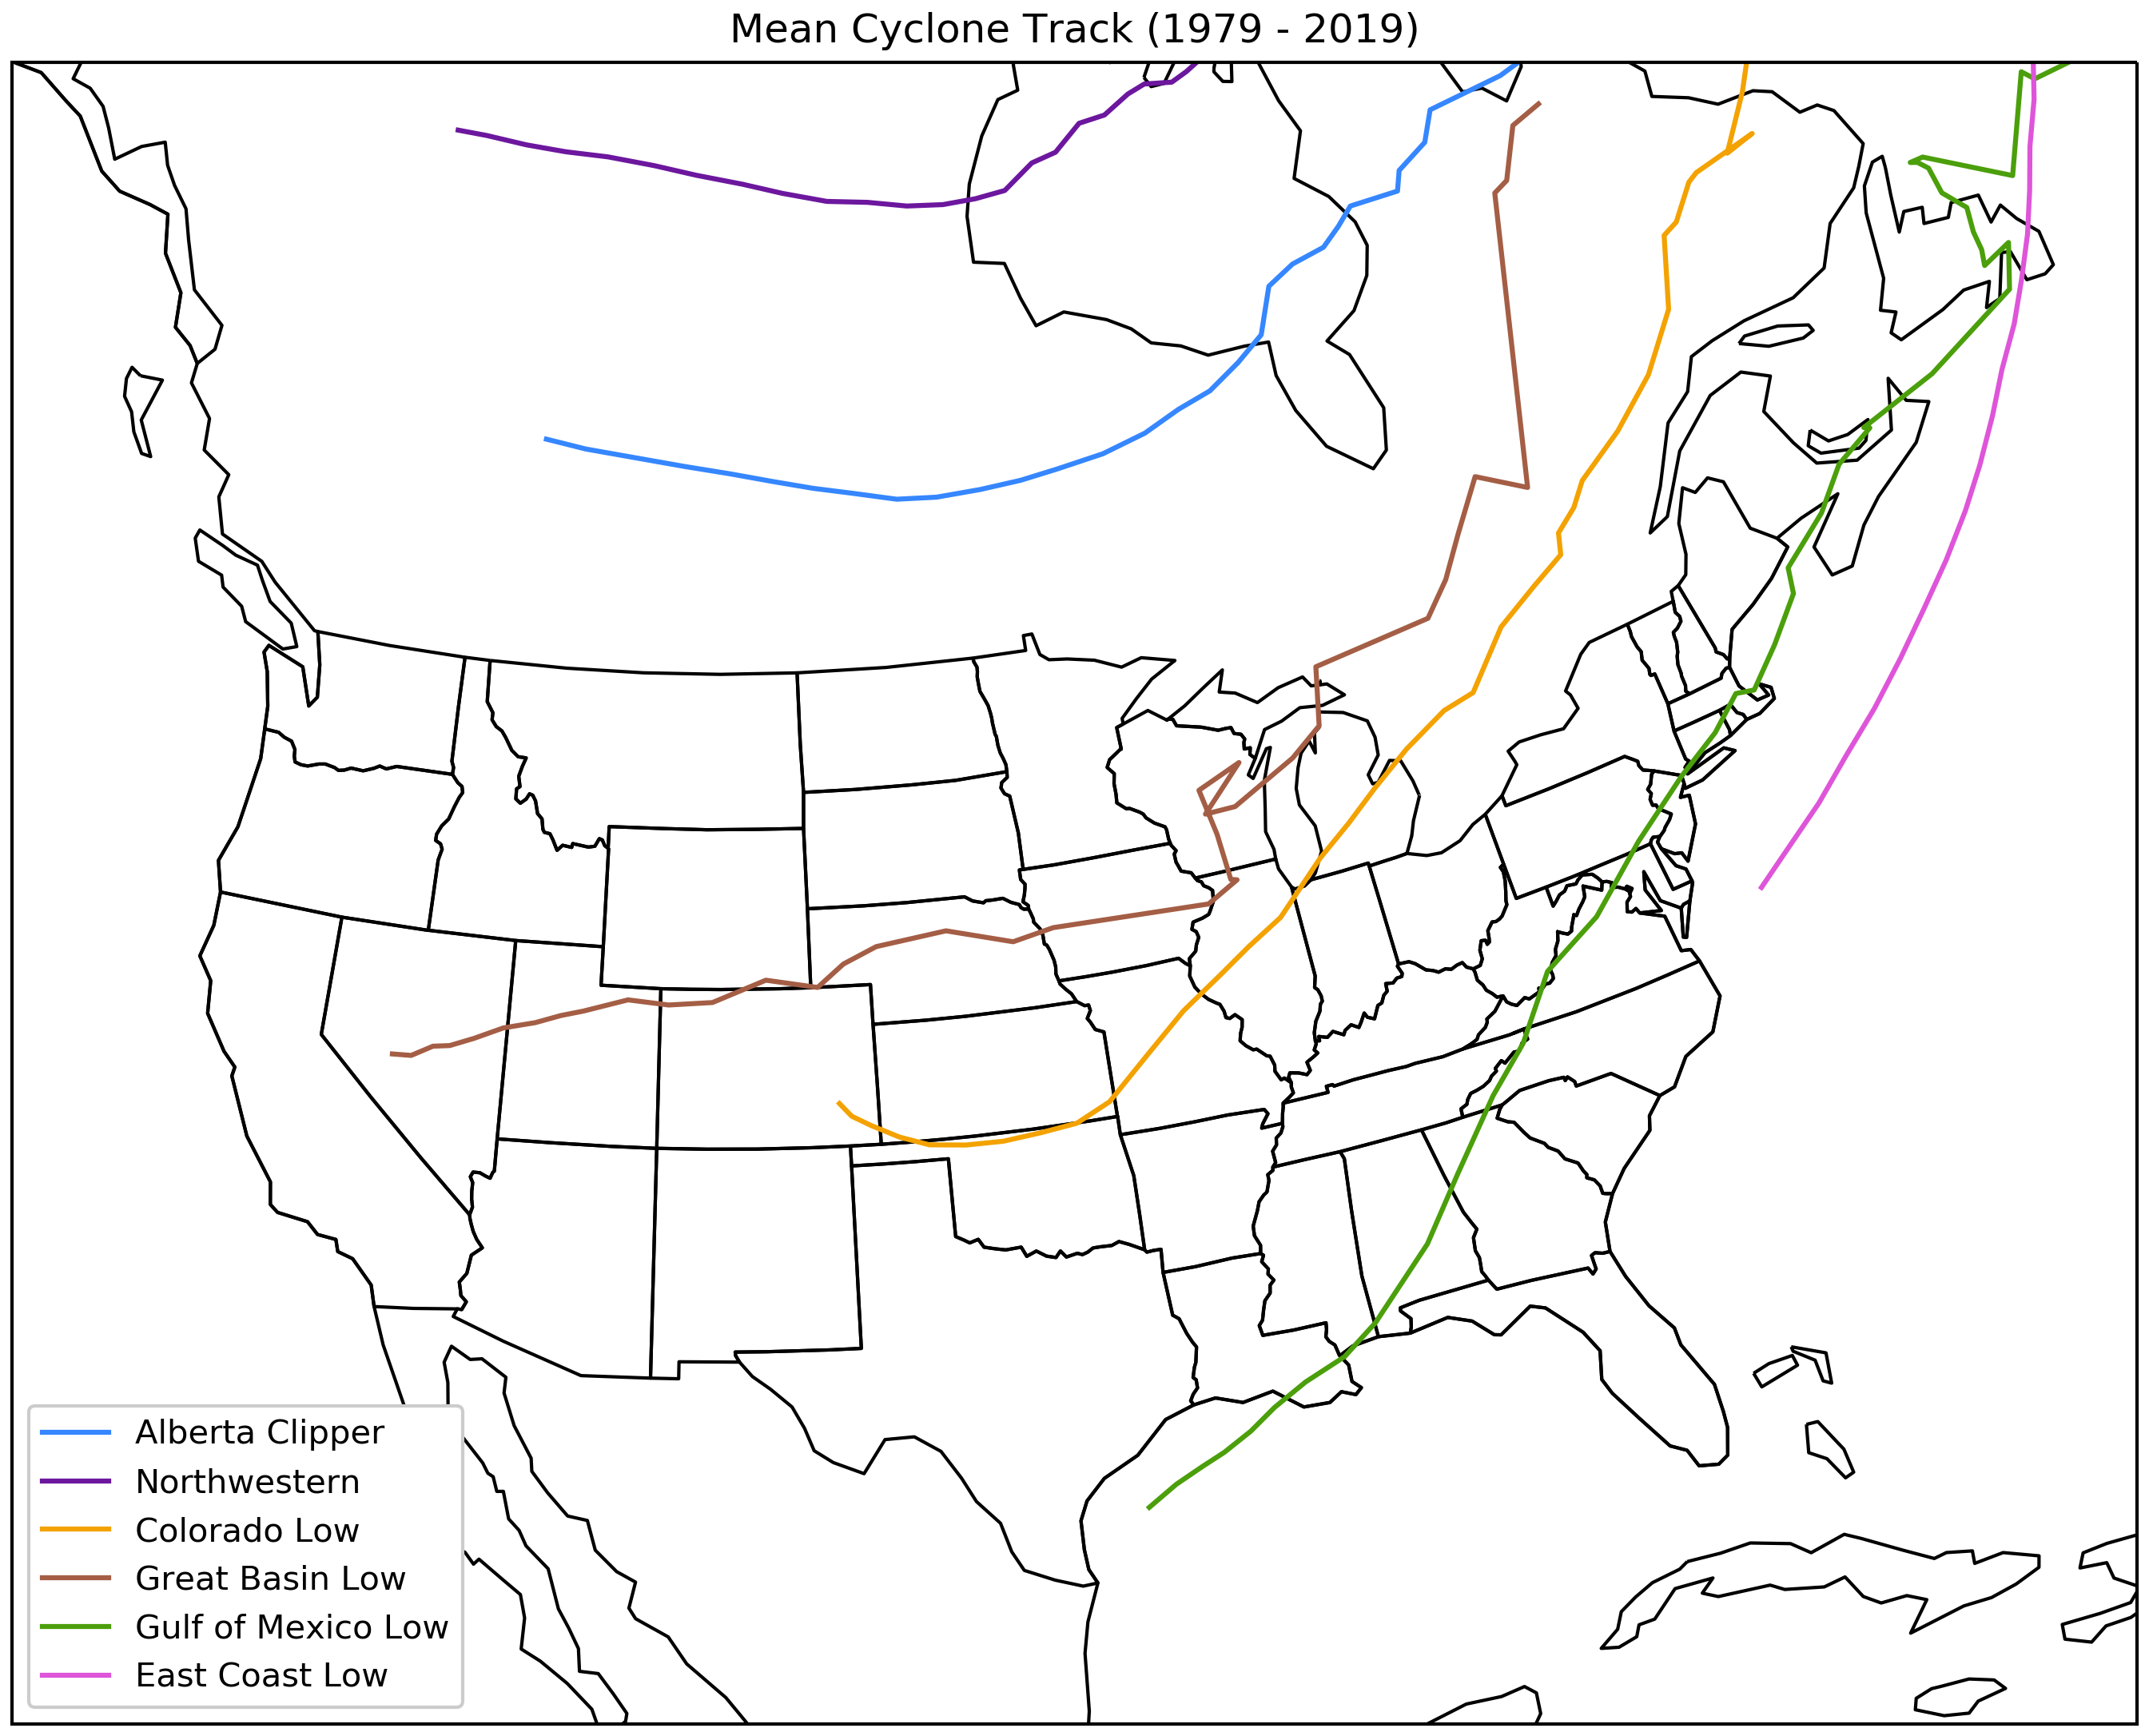 Mean Cyclone Track (1979 - 2019)
Alberta Clipper
Northwestern
Colorado Low
Great Basin Low
Gulf of Mexico Low
East Coast Low